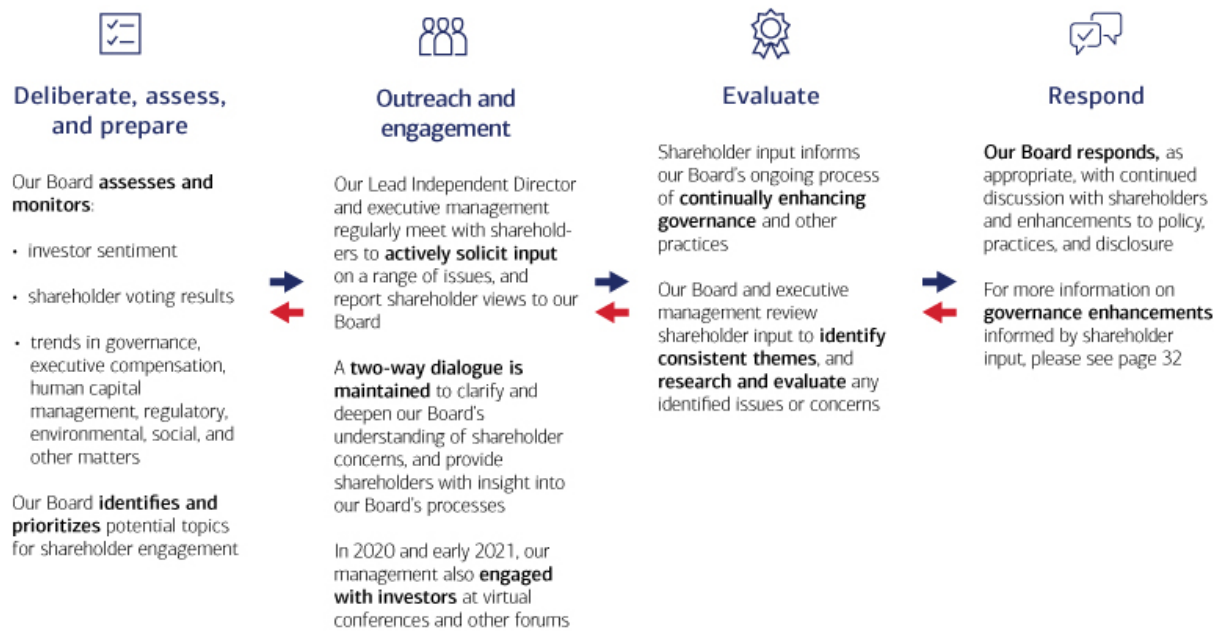 Deliberate, assess,
and prepare
Our Board assesses and
monitors:
• investor sentiment
• shareholder voting results
• trends in governance,
executive compensation,
human capital
management, regulatory,
environmental, social, and
other matters
Our Board identifies and
prioritizes potential topics
for shareholder engagement
Outreach and
engagement
Our Lead Independent Director
and executive management
regularly meet with sharehold-
ers to actively solicit input
on a range of issues, and
report shareholder views to our
Board
A two-way dialogue is
maintained to clarify and
deepen our Board's
understanding of shareholder
concerns, and provide
shareholders with insight into
our Board's processes
In 2020 and early 2021, our
management also engaged
with investors at virtual
conferences and other forums
Evaluate
Shareholder input informs
our Board's ongoing process
of continually enhancing
governance and other
practices
Our Board and executive
management review
shareholder input to identify
consistent themes, and
research and evaluate any
identified issues or concerns
Respond
Our Board responds, as
appropriate, with continued
discussion with shareholders
and enhancements to policy,
practices, and disclosure
For more information on
governance enhancements
informed by shareholder
input, please see page 32